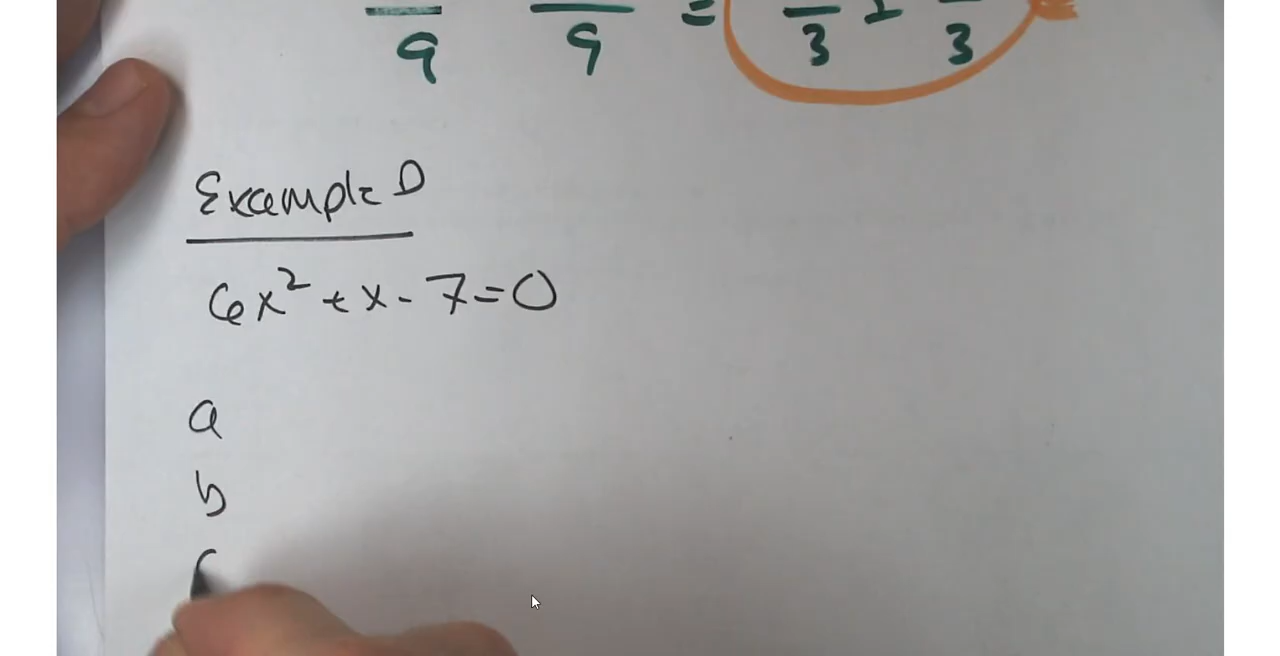 9 9 = 3 3
Example D
6x² + x - 7 = 0
a
b
c